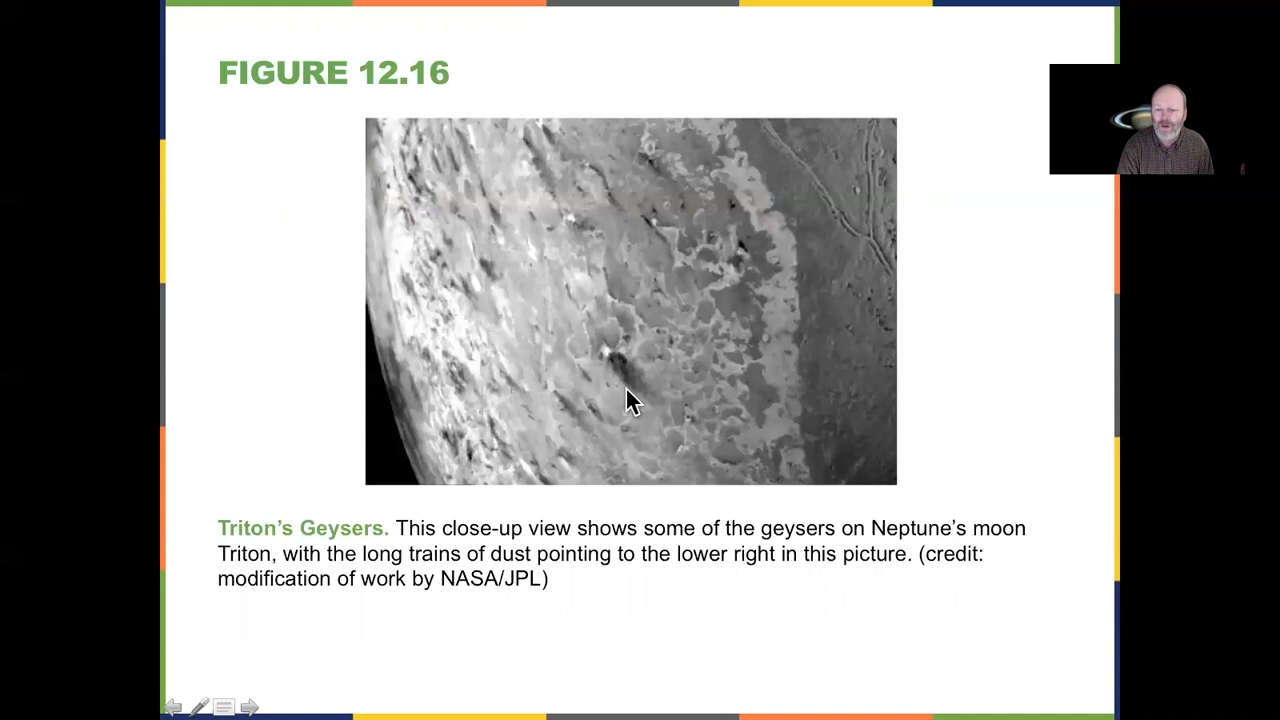 FIGURE 12.16
Triton’s Geysers. This close-up view shows some of the geysers on Neptune’s moon
Triton, with the long trains of dust pointing to the lower right in this picture. (credit:
modification of work by NASA/JPL)